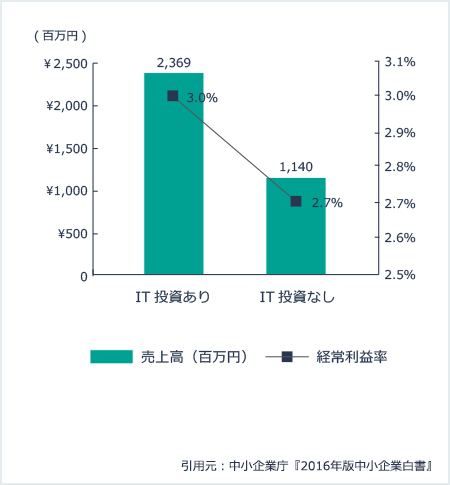 （百万円）
¥2,500
¥2,000
¥1,500
¥1,000
¥500
0
2,369
3.0%
1,140
2.7%
3.1%
3.0%
2.9%
2.8%
2.7%
2.6%
2.5%
IT 投資あり
IT 投資なし
売上高（百万円）
経常利益率
引用元：中小企業庁『2016年版中小企業白書』